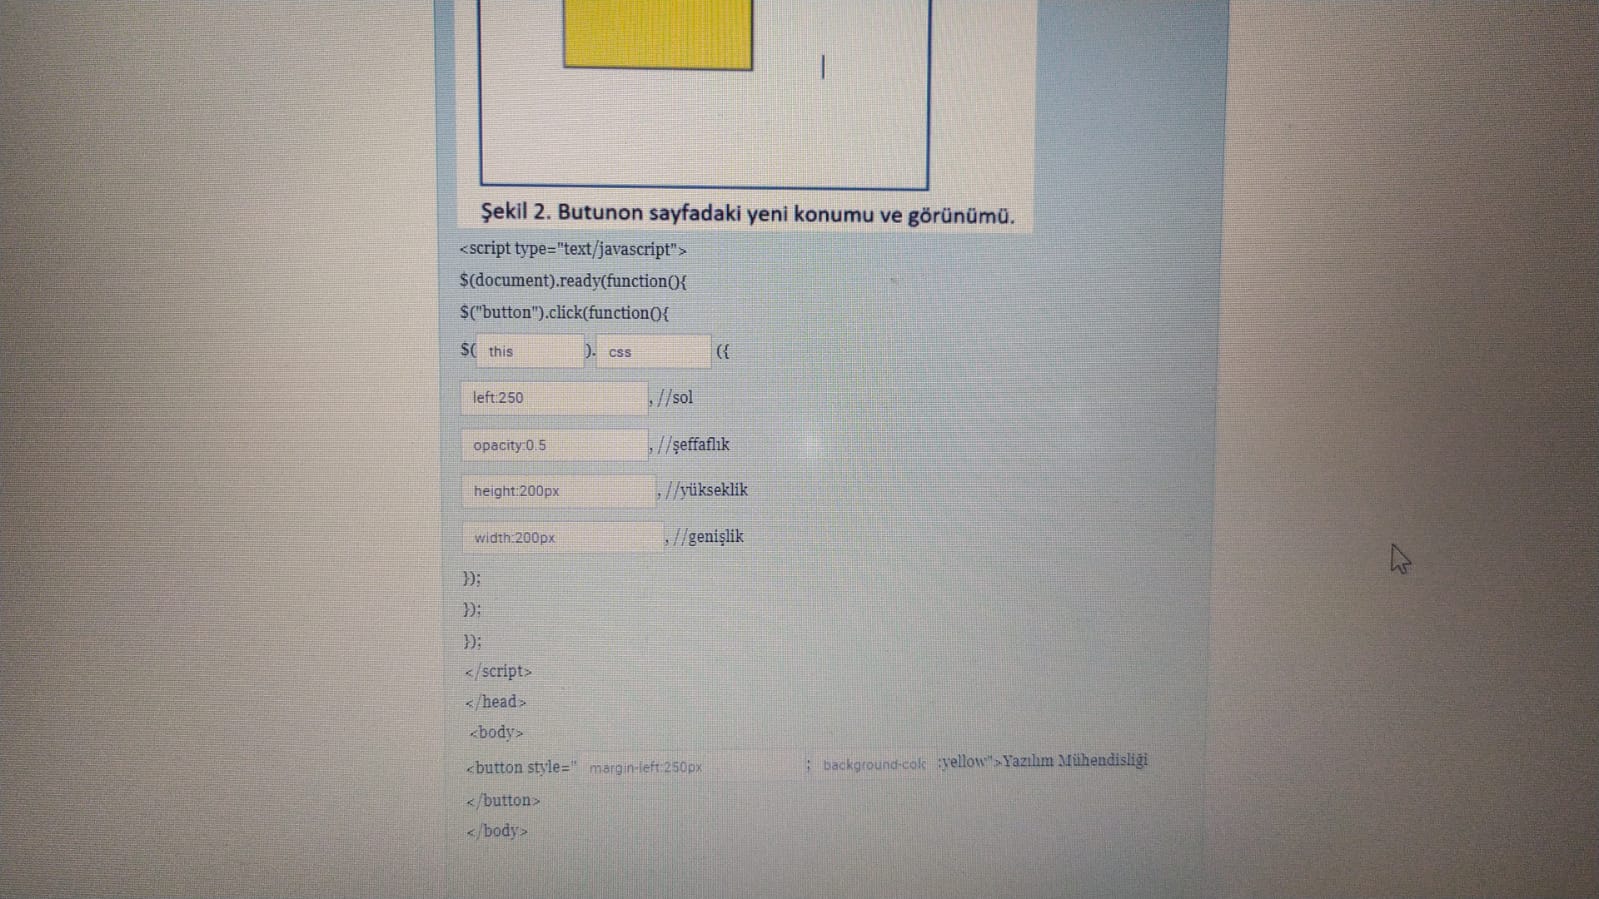 Şekil 2. Butunon sayfadaki yeni konumu ve görünümü.
<script type="text/javascript">
$(document).ready(function(){
$("button").click(function(){
$( this ). css ({
left:250 , //sol
opacity:0.5 , //şeffaflık
height:200px , //yükseklik
width:200px , //genişlik
});
});
});
</script>
</head>
<body>
<button style=" margin-left:250px ; background-colc :yellow">Yazılım Mühendisliği
</button>
</body>